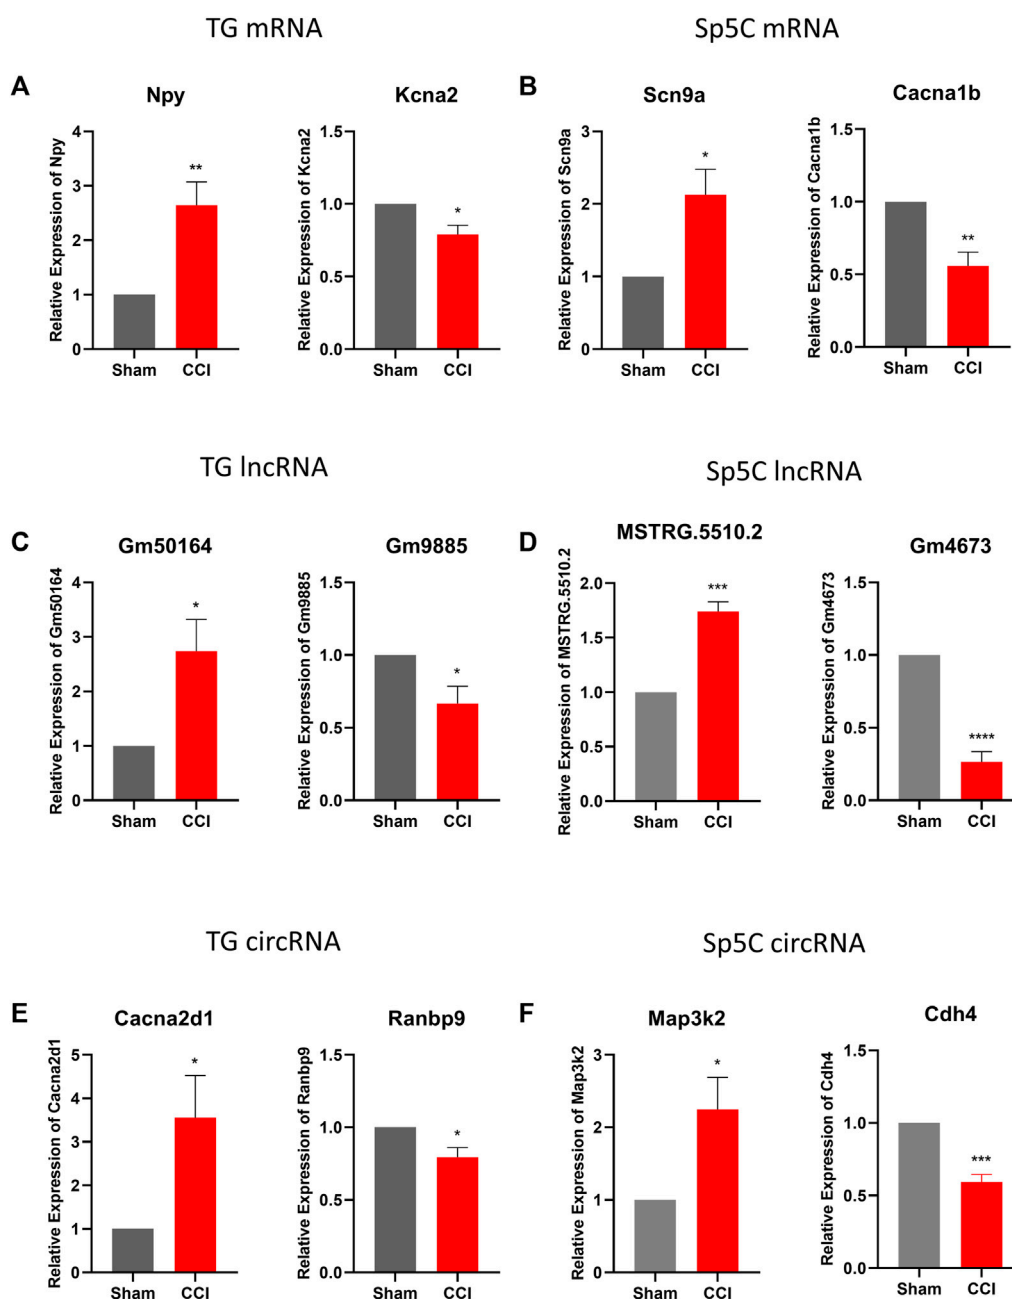 TG mRNA
Sp5C mRNA
A
Npy
Relative Expression of Npy
4
3
2
1
0
**
Sham CCI
Kcna2
Relative Expression of Kcna2
1.5
1.0
0.5
0.0
*
Sham CCI
B
Scn9a
Relative Expression of Scn9a
3
2
1
0
*
Sham CCI
Cacna1b
Relative Expression of Cacna1b
1.5
1.0
0.5
0.0
**
Sham CCI
TG lncRNA
Sp5C lncRNA
C
Gm50164
Relative Expression of Gm50164
4
3
2
1
0
*
Sham CCI
Gm9885
Relative Expression of Gm9885
1.5
1.0
0.5
0.0
*
Sham CCI
D
MSTRG.5510.2
Relative Expression of MSTRG.5510.2
2.0
1.5
1.0
0.5
0.0
***
Sham CCI
Gm4673
Relative Expression of Gm4673
1.5
1.0
0.5
0.0
****
Sham CCI
TG circRNA
Sp5C circRNA
E
Cacna2d1
Relative Expression of Cacna2d1
5
4
3
2
1
0
*
Sham CCI
Ranbp9
Relative Expression of Ranbp9
1.5
1.0
0.5
0.0
*
Sham CCI
F
Map3k2
Relative Expression of Map3k2
3
2
1
0
*
Sham CCI
Cdh4
Relative Expression of Cdh4
1.5
1.0
0.5
0.0
***
Sham CCI